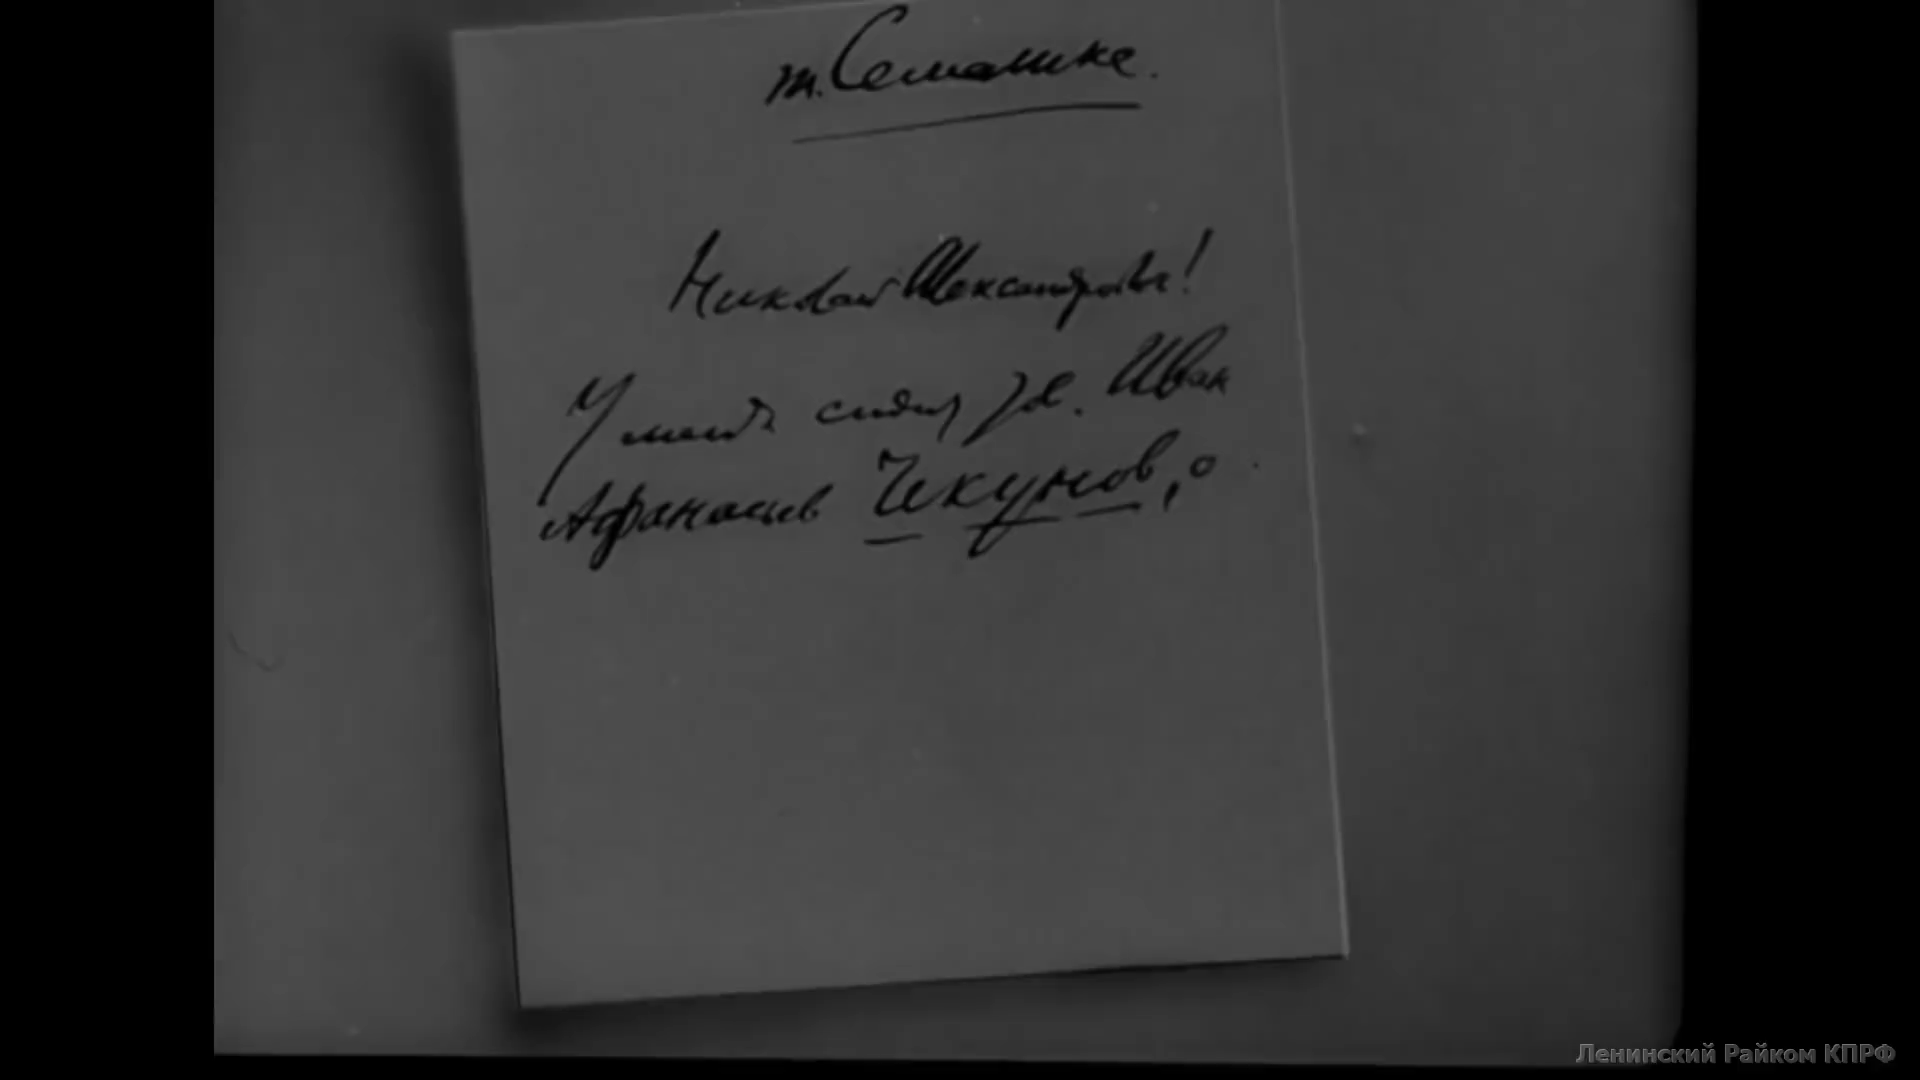 т. Семашке.
Николай Александрович!
У меня сидит тов. Иван
Афанасьев Чекунов, о
Ленинский Райком КПРФ